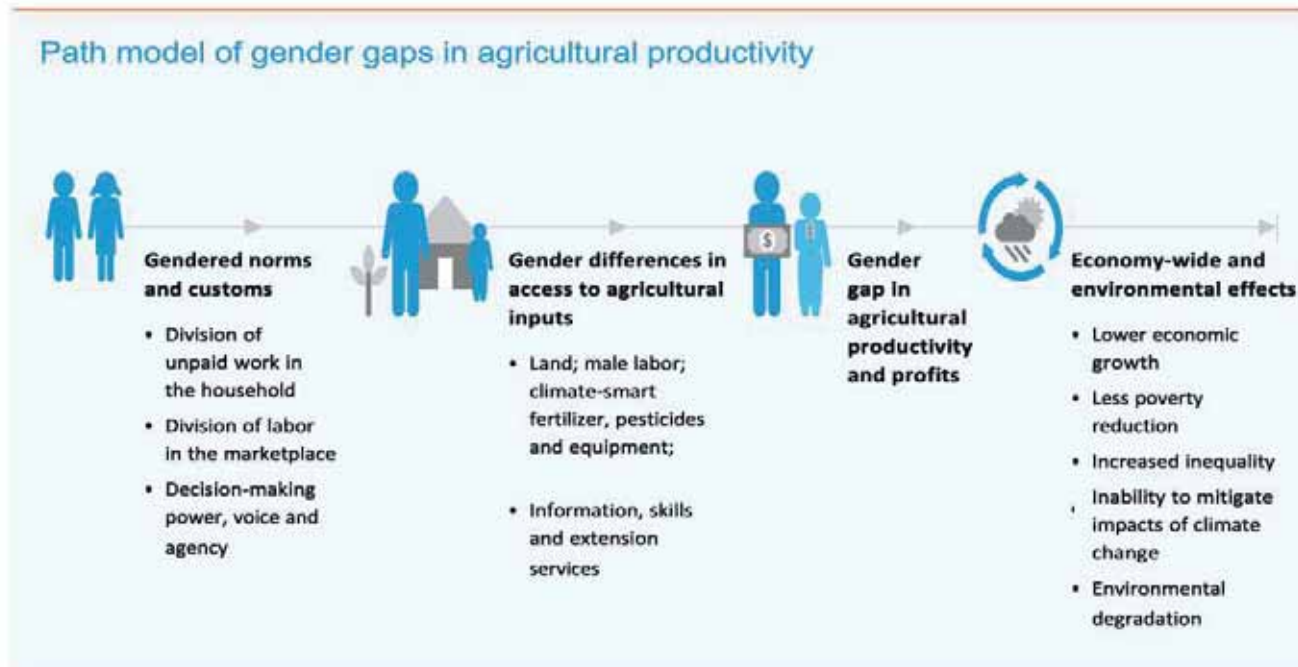 Path model of gender gaps in agricultural productivity
Gendered norms
and customs
• Division of
unpaid work in
the household
• Division of labor
in the marketplace
• Decision-making
power, voice and
agency
Gender differences in
access to agricultural
inputs
• Land; male labor;
climate-smart
fertilizer, pesticides
and equipment;
• Information, skills
and extension
services
$
Gender
gap in
agricultural
productivity
and profits
Economy-wide and
environmental effects
• Lower economic
growth
• Less poverty
reduction
• Increased inequality
• Inability to mitigate
impacts of climate
change
• Environmental
degradation